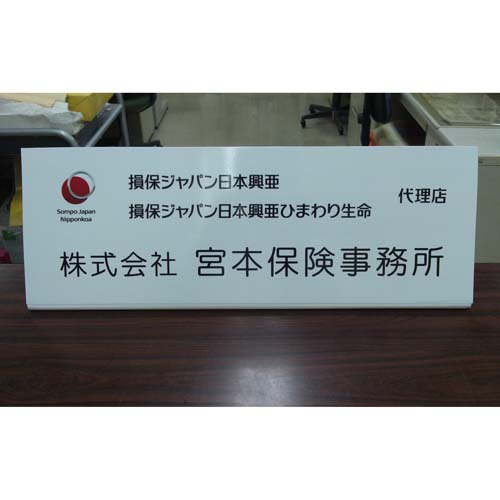 Sompo Japan
Nipponkoa
損保ジャパン日本興亜
損保ジャパン日本興亜ひまわり生命
代理店
株式会社 宮本保険事務所